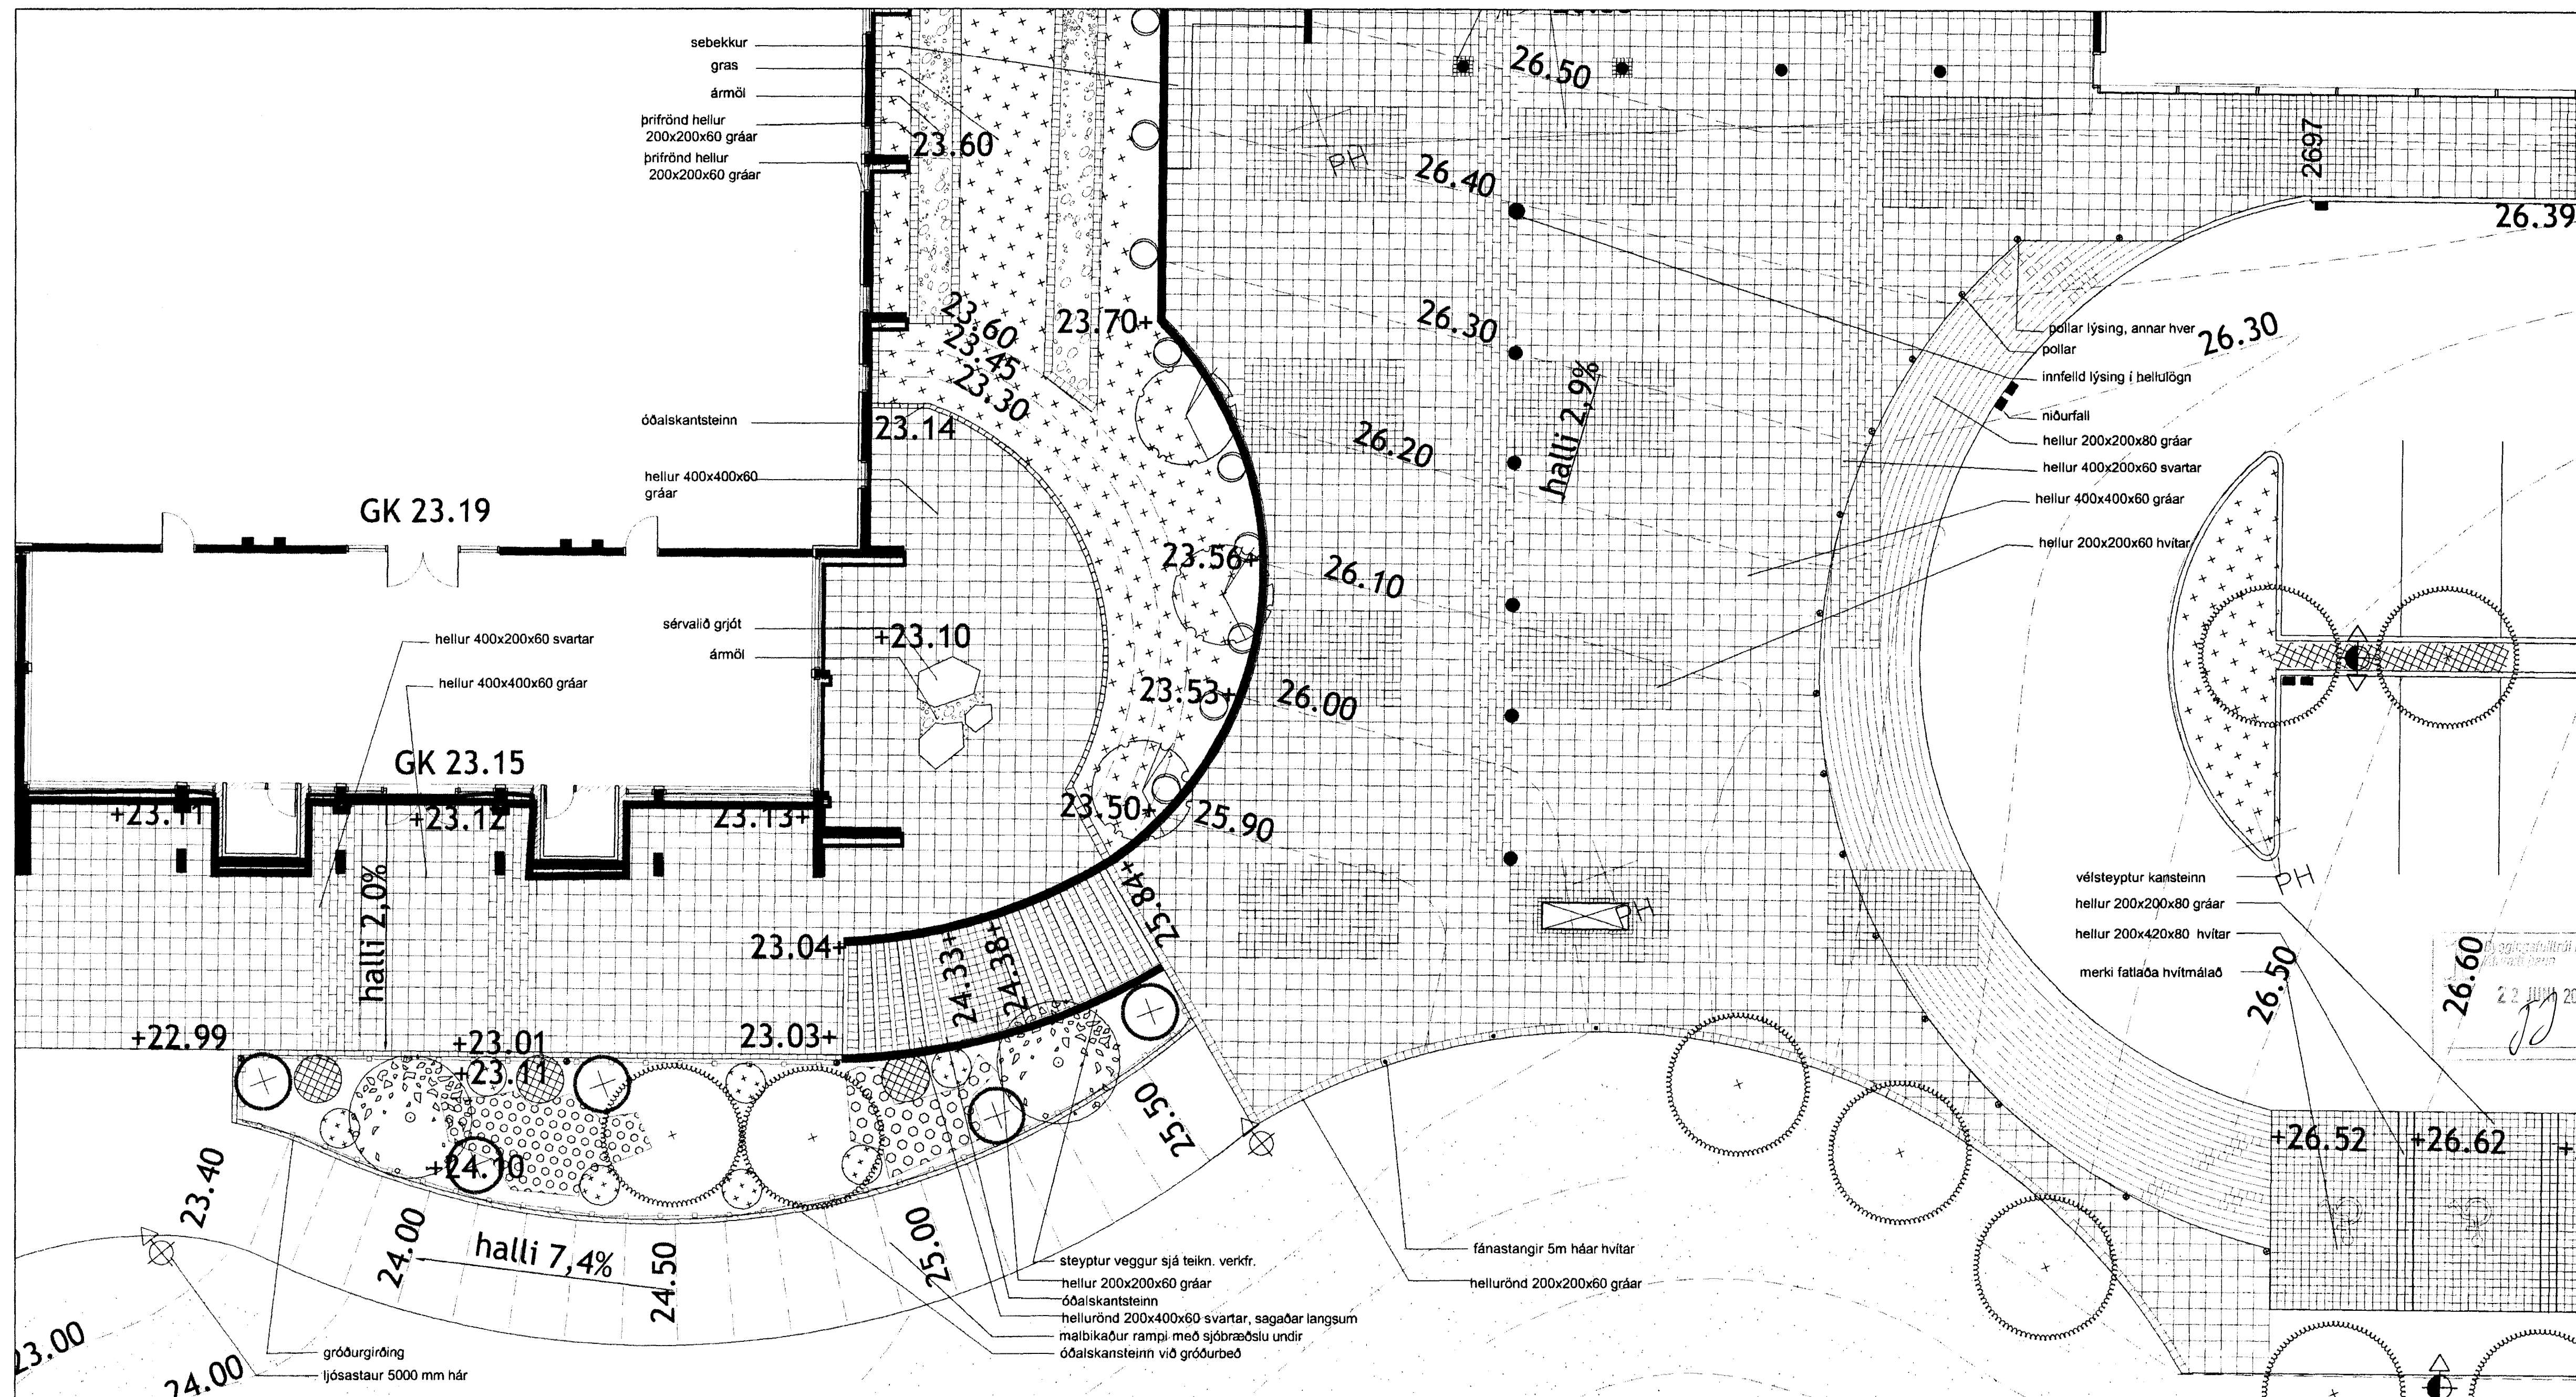 sebekkur
gras
ármöl
þrifrönd hellur
200x200x60 gráar
þrifrönd hellur
200x200x60 gráar
23.60
23.60
23.45
23.30
23.70+
óðalskantsteinn
23.14
hellur 400x400x60
gráar
GK 23.19
23.56+
sérvalið grjót
+23.10
ármöl
hellur 400x200x60 svartar
hellur 400x400x60 gráar
23.53+
GK 23.15
+23.11
+23.12
23.13+
23.50+
halli 2,0%
23.04+
24.33+
24.38+
25.84+
+22.99
+23.01
+23.11
23.03+
+24.10
23.40
24.00
halli 7,4%
24.50
25.00
25.50
23.00
24.00
gróðurgirðing
ljósastaur 5000 mm hár
steyptur veggur sjá teikn. verkfr.
hellur 200x200x60 gráar
óðalskantsteinn
hellurönd 200x400x60 svartar, sagaðar langsum
malbikaður rampi með sjóbræðslu undir
óðalskansteinn við gróðurbeð
fánastangir 5m háar hvítar
hellurönd 200x200x60 gráar
26.50
PH
26.40
26.30
halli 2,9%
26.20
26.10
26.00
25.90
PH
2697
26.39
26.30
pollar lýsing, annar hver
pollar
innfelld lýsing í hellulögn
niðurfall
hellur 200x200x80 gráar
hellur 400x200x60 svartar
hellur 400x400x60 gráar
hellur 200x200x60 hvítar
vélsteyptur kansteinn
PH
hellur 200x200x80 gráar
hellur 200x420x80 hvítar
merki fatlaða hvítmálað
26.50
26.60
22 JÚNÍ 20
+26.52
+26.62